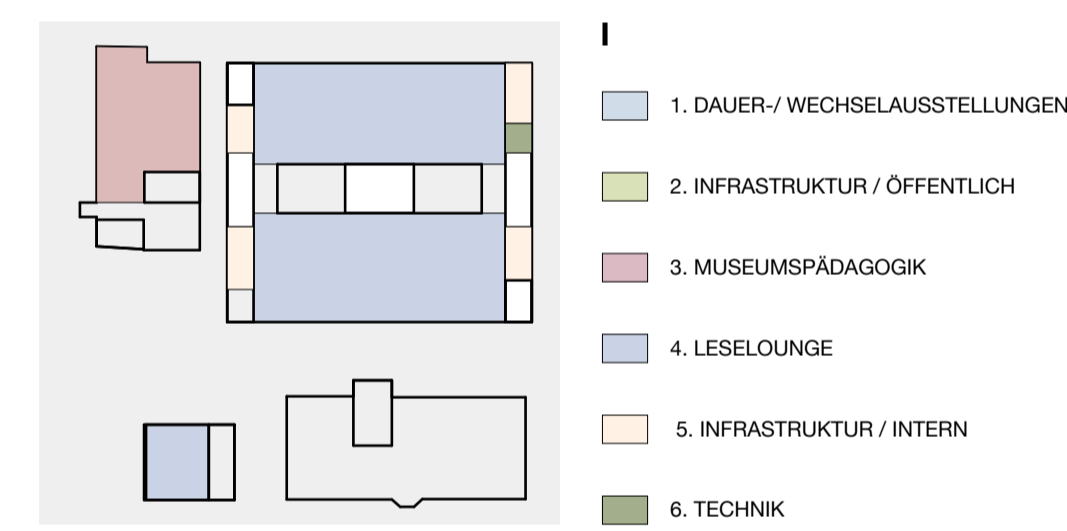 I
1. DAUER-/ WECHSELAUSSTELLUNGEN
2. INFRASTRUKTUR / ÖFFENTLICH
3. MUSEUMSPÄDAGOGIK
4. LESELOUNGE
5. INFRASTRUKTUR / INTERN
6. TECHNIK